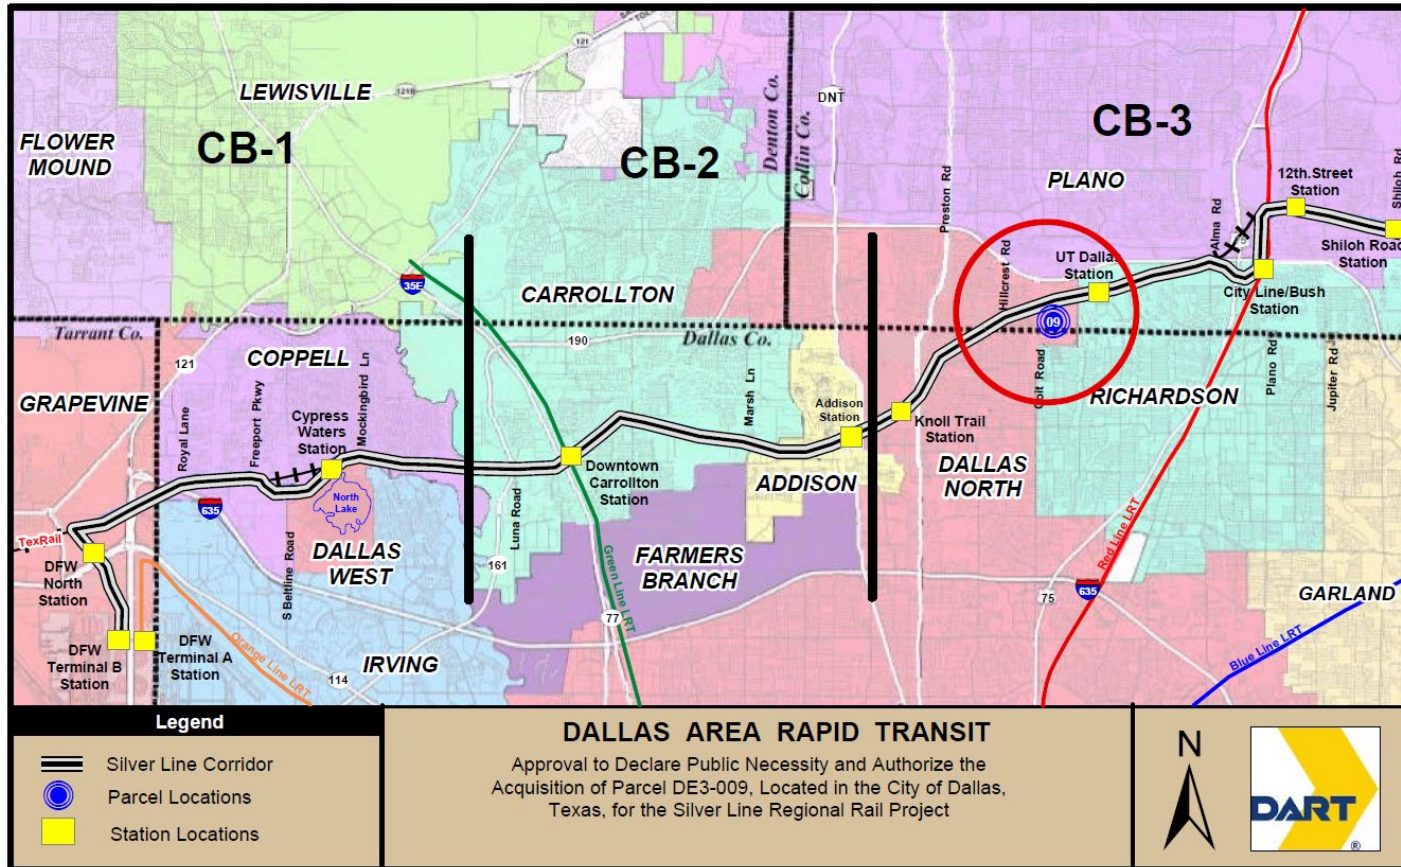 LEWISVILLE
121
121B
FLOWER
MOUND
CB-1
CB-2
CB-3
Denton Co.
Collin Co.
DNT
Preston Rd
PLANO
12th.Street
Station
Shiloh Rd
Alma Rd
Shiloh Road
Station
Hillcrest Rd
UT Dallas
Station
City Line/Bush
Station
35E
CARROLLTON
09
Tarrant Co.
190
Dallas Co.
121
COPPELL
Mockingbird Ln
GRAPEVINE
Royal Lane
Freeport Pkwy
Cypress
Waters
Station
Marsh Ln
Addison
Station
Coit Road
RICHARDSON
Plano Rd
Jupiter Rd
Knoll Trail
Station
Downtown
Carrollton
Station
ADDISON
DALLAS
NORTH
635
North
Lake
Luna Road
TexRail
DFW
North
Station
S Beltline Road
DALLAS
WEST
161
FARMERS
BRANCH
Green Line LRT
Red Line LRT
635
75
GARLAND
77
DFW
Terminal B
Station
DFW
Terminal A
Station
Orange Line LRT
114
IRVING
Blue Line LRT
Legend
Silver Line Corridor
Parcel Locations
Station Locations
DALLAS AREA RAPID TRANSIT
Approval to Declare Public Necessity and Authorize the
Acquisition of Parcel DE3-009, Located in the City of Dallas,
Texas, for the Silver Line Regional Rail Project
N
DART
®